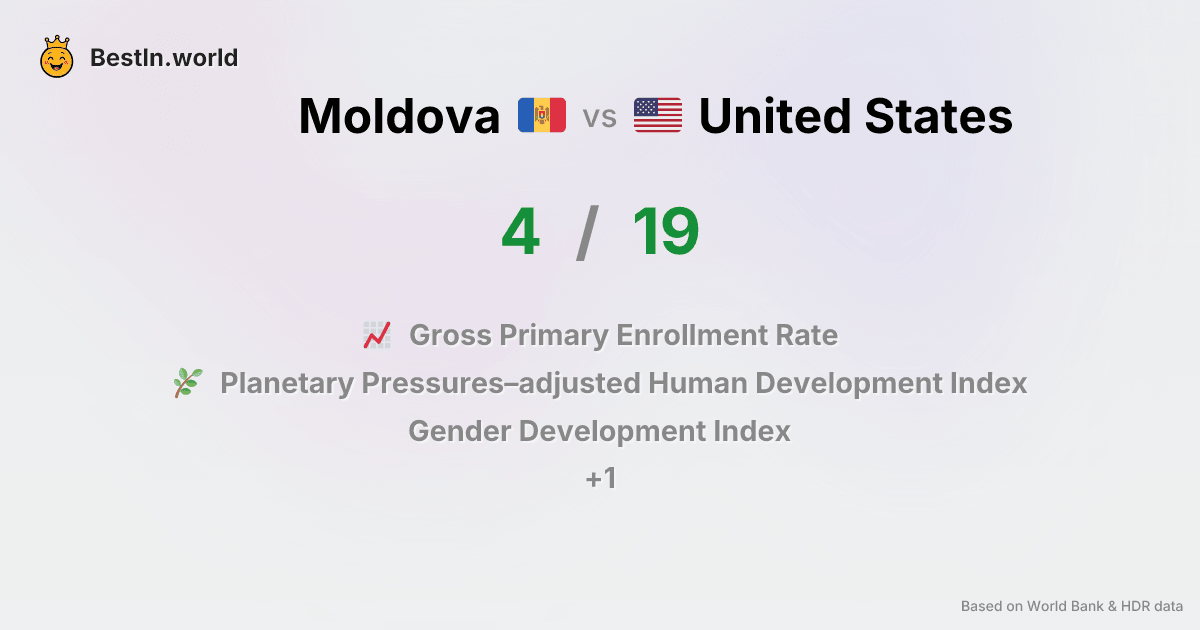 BestIn.world
Moldova vs United States
4 / 19
Gross Primary Enrollment Rate
Planetary Pressures–adjusted Human Development Index
Gender Development Index
+1
Based on World Bank & HDR data